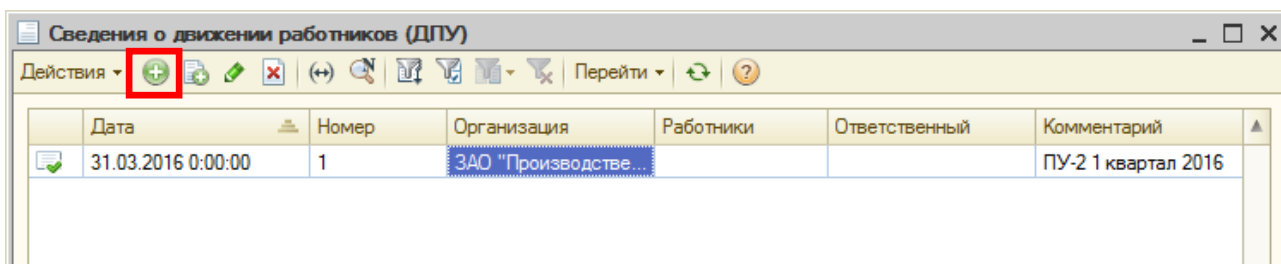 Сведения о движении работников (ДПУ)
Действия Перейти
Дата Номер Организация Работники Ответственный Комментарий
31.03.2016 0:00:00 1 ЗАО "Производстве... ПУ-2 1 квартал 2016